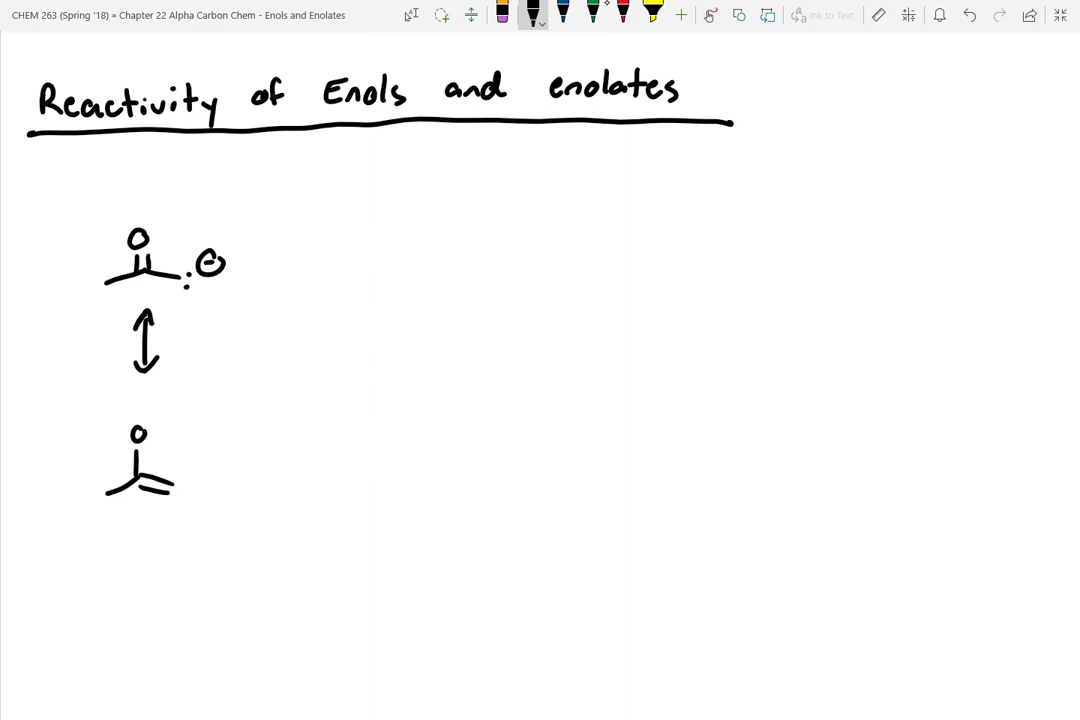 CHEM 263 (Spring '18) » Chapter 22 Alpha Carbon Chem - Enols and Enolates
Ink to Text
Reactivity of Enols and enolates
O
⊖
O